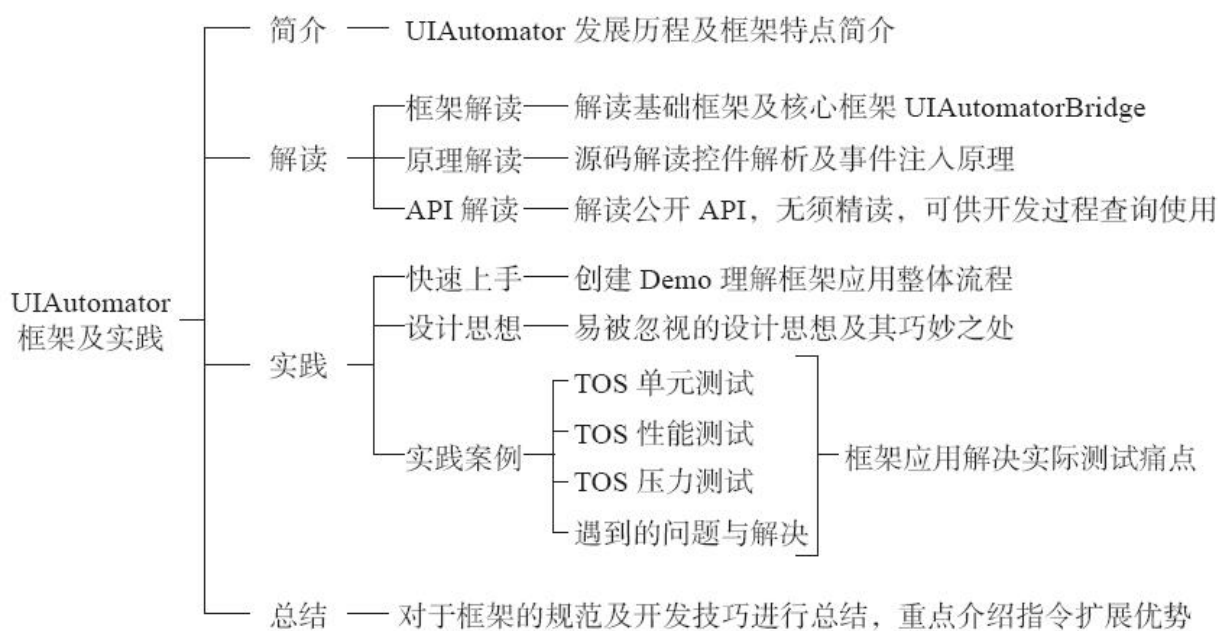 简介
UIAutomator 发展历程及框架特点简介
框架解读
解读基础框架及核心框架 UIAutomatorBridge
解读
原理解读
源码解读控件解析及事件注入原理
API 解读
解读公开 API，无须精读，可供开发过程查询使用
UIAutomator
框架及实践
快速上手
创建 Demo 理解框架应用整体流程
设计思想
易被忽视的设计思想及其巧妙之处
实践
实践案例
TOS 单元测试
TOS 性能测试
TOS 压力测试
遇到的问题与解决
框架应用解决实际测试痛点
总结
对于框架的规范及开发技巧进行总结，重点介绍指令扩展优势